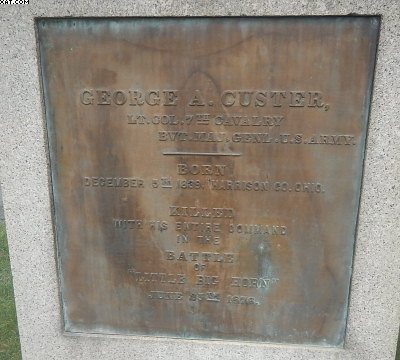 GEORGE A. CUSTER,
LT. COL. 7TH CAVALRY
BVT. MAJ. GENL. U.S. ARMY.
BORN
DECEMBER 5TH 1839, HARRISON CO. OHIO.
KILLED
WITH HIS ENTIRE COMMAND
IN THE
BATTLE
OF
"LITTLE BIG HORN"
JUNE 25TH 1876.